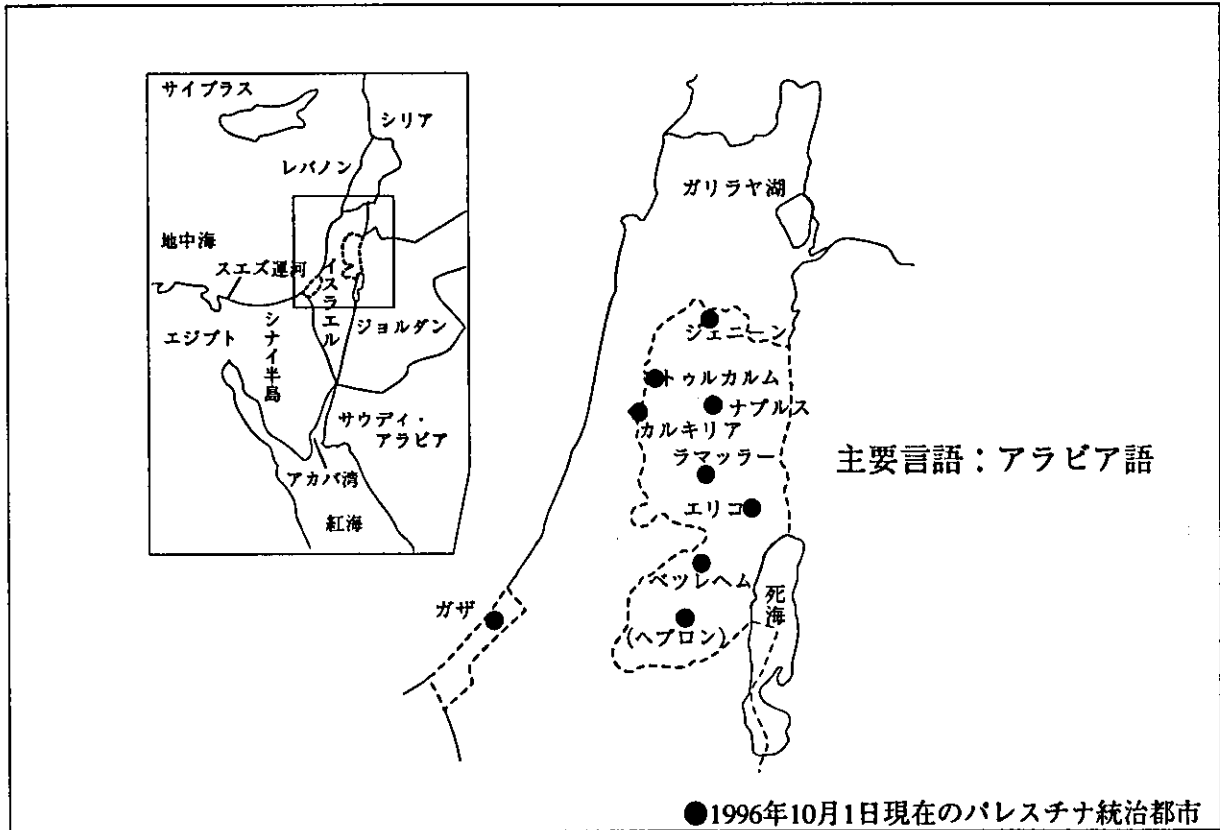 サイプラス
シリア
レバノン
地中海
スエズ運河
イスラエル
エジプト
シナイ半島
ジョルダン
サウディ・
アラビア
アカバ湾
紅海
ガリラヤ湖
ジェニーン
トゥルカルム
ナブルス
カルキリア
ラマッラー
エリコ
ベツレヘム
(ヘブロン)
死海
ガザ
主要言語：アラビア語
●1996年10月1日現在のパレスチナ統治都市